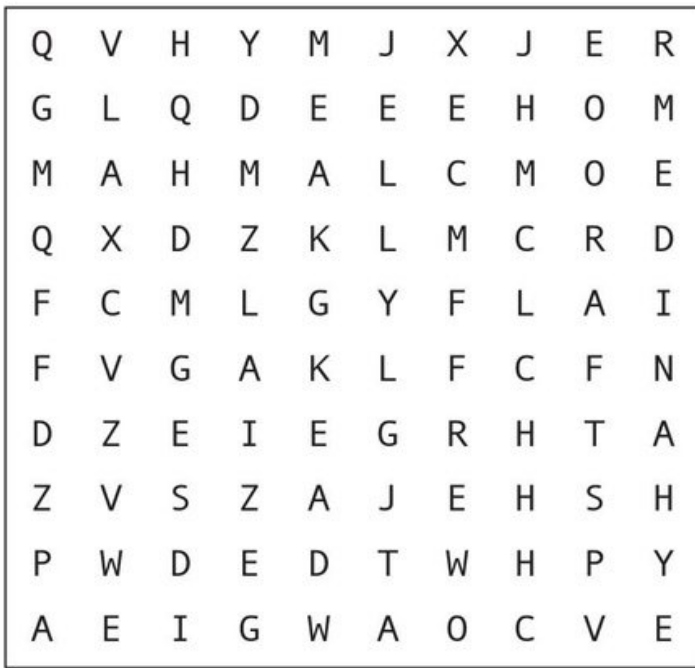 Q V H Y M J X J E R
G L Q D E E E H O M
M A H M A L C M O E
Q X D Z K L M C R D
F C M L G Y F L A I
F V G A K L F C F N
D Z E I E G R H T A
Z V S Z A J E H S H
P W D E D T W H P Y
A E I G W A O C V E